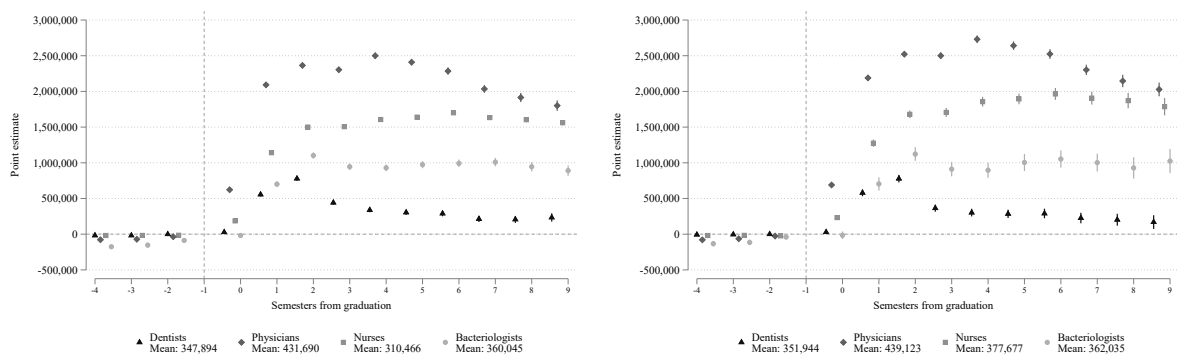 3,000,000
2,500,000
2,000,000
1,500,000
1,000,000
500,000
0
-500,000
Point estimate
-4 -3 -2 -1 0 1 2 3 4 5 6 7 8 9
Semesters from graduation
Dentists Physicians Nurses Bacteriologists
Mean: 347,894 Mean: 431,690 Mean: 310,466 Mean: 360,045
3,000,000
2,500,000
2,000,000
1,500,000
1,000,000
500,000
0
-500,000
Point estimate
-4 -3 -2 -1 0 1 2 3 4 5 6 7 8 9
Semesters from graduation
Dentists Physicians Nurses Bacteriologists
Mean: 351,944 Mean: 439,123 Mean: 377,677 Mean: 362,035